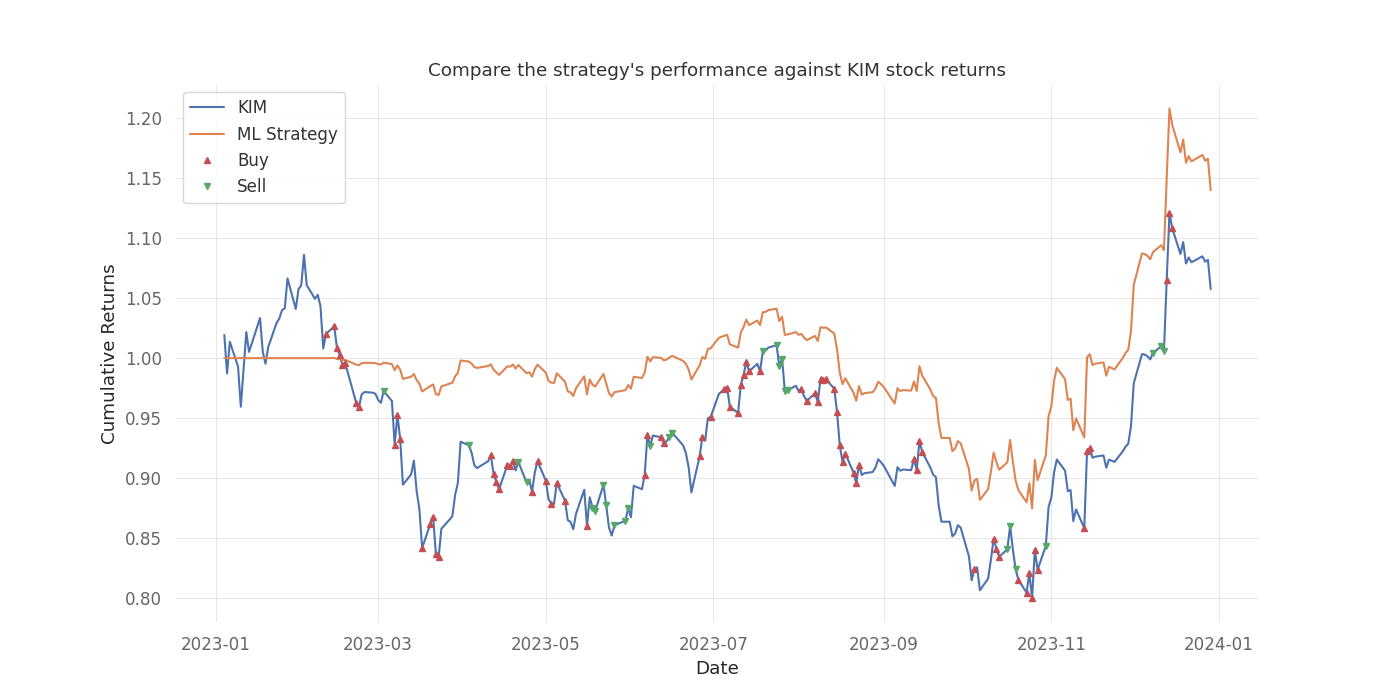 Compare the strategy's performance against KIM stock returns
KIM
ML Strategy
Buy
Sell
Cumulative Returns
1.20
1.15
1.10
1.05
1.00
0.95
0.90
0.85
0.80
2023-01
2023-03
2023-05
2023-07
2023-09
2023-11
2024-01
Date